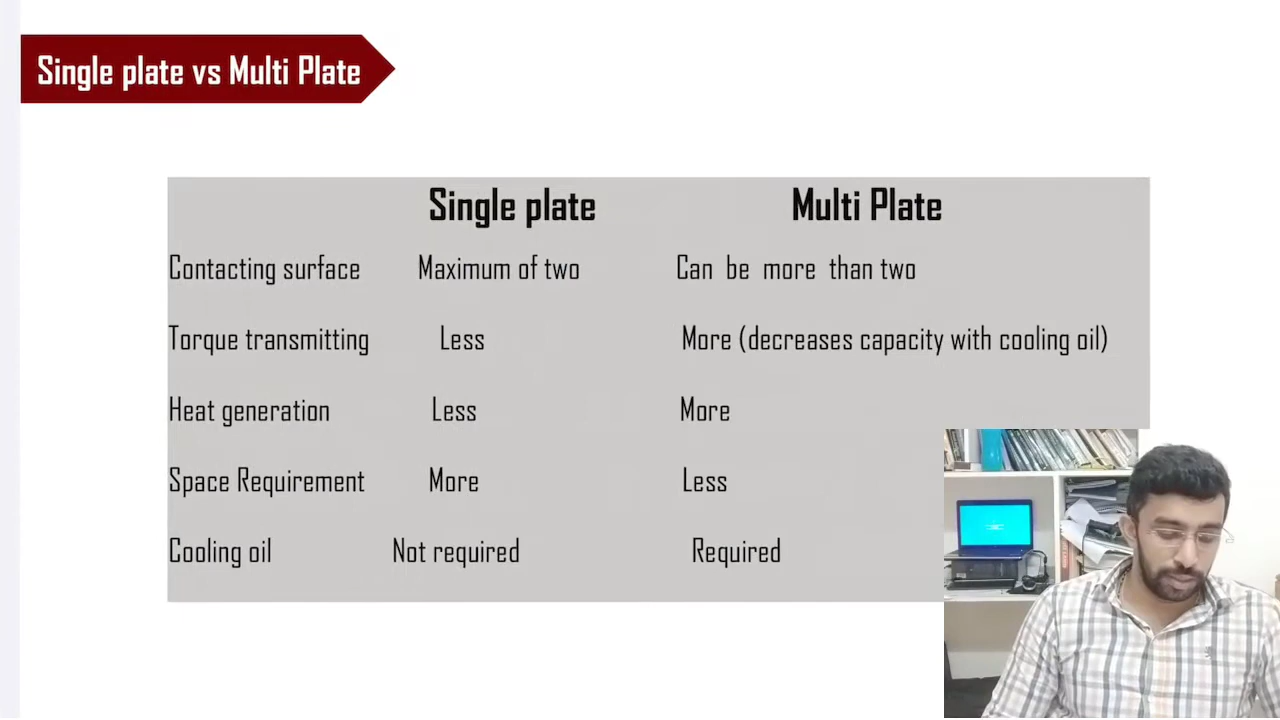 Single plate vs Multi Plate
Single plate Multi Plate
Contacting surface Maximum of two Can be more than two
Torque transmitting Less More (decreases capacity with cooling oil)
Heat generation Less More
Space Requirement More Less
Cooling oil Not required Required